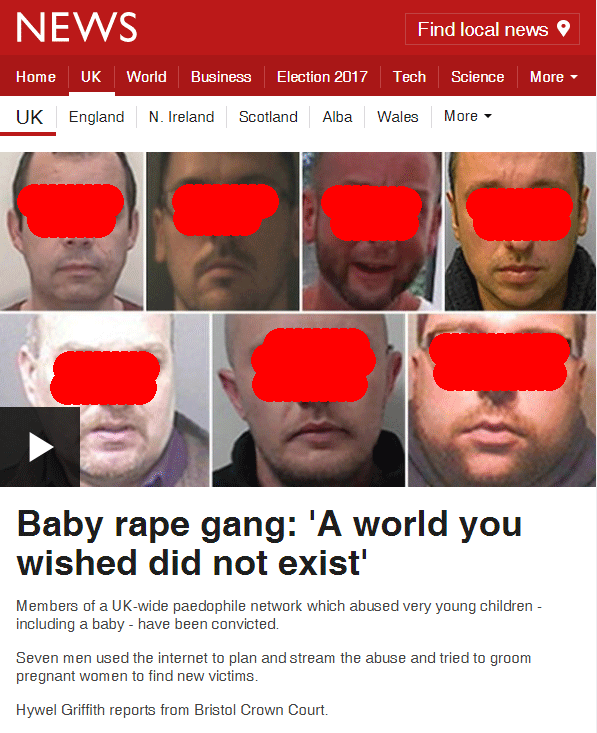 NEWS
Find local news
Home UK World Business Election 2017 Tech Science More
UK England N. Ireland Scotland Alba Wales More
Baby rape gang: 'A world you
wished did not exist'
Members of a UK-wide paedophile network which abused very young children -
including a baby - have been convicted.
Seven men used the internet to plan and stream the abuse and tried to groom
pregnant women to find new victims.
Hywel Griffith reports from Bristol Crown Court.